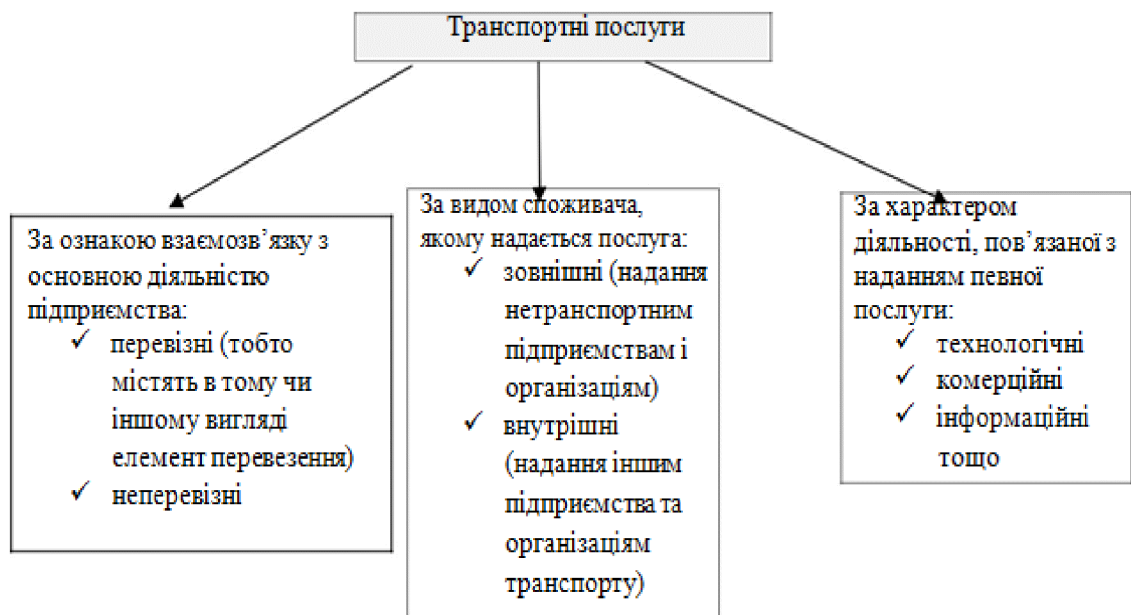 Транспортні послуги
За ознакою взаємозв’язку з
основною діяльністю
підприємства:
✓ перевізні (тобто
містять в тому чи
іншому вигляді
елемент перевезення)
✓ неперевізні
За видом споживача,
якому надається послуга:
✓ зовнішні (надання
нетранспортним
підприємствам і
організаціям)
✓ внутрішні
(надання іншим
підприємства та
організаціям
транспорту)
За характером
діяльності, пов’язаної з
наданням певної
послуги:
✓ технологічні
✓ комерційні
✓ інформаційні
тощо